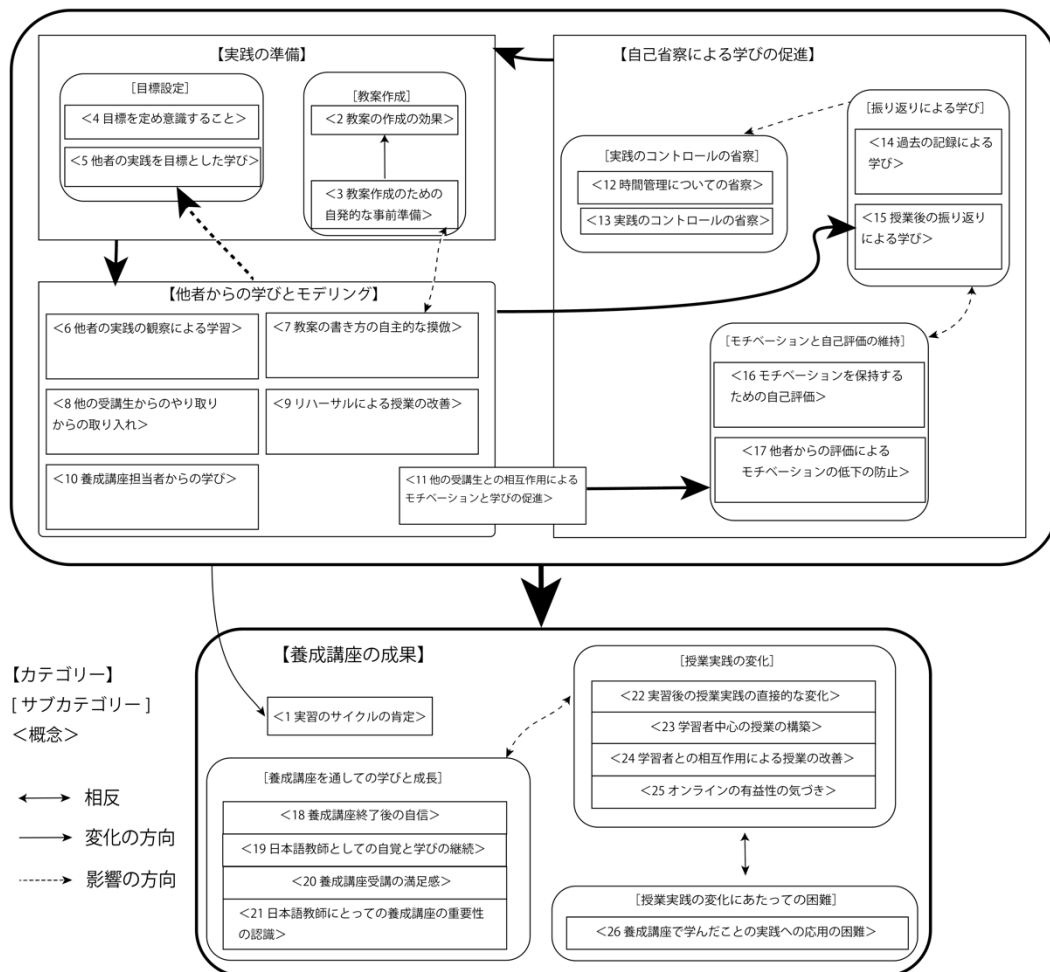 【実践の準備】
[目標設定]
<4 目標を定め意識すること>
<5 他者の実践を目標とした学び>
[教案作成]
<2 教案の作成の効果>
<3 教案作成のための
自発的な事前準備>
【自己省察による学びの促進】
[振り返りによる学び]
<14 過去の記録による
学び>
<15 授業後の振り返り
による学び>
[実践のコントロールの省察]
<12 時間管理についての省察>
<13 実践のコントロールの省察>
[モチベーションと自己評価の維持]
<16 モチベーションを保持する
ための自己評価>
<17 他者からの評価による
モチベーションの低下の防止>
【他者からの学びとモデリング】
<6 他者の実践の観察による学習>
<7 教案の書き方の自主的な摸倣>
<8 他の受講生からのやり取り
からの取り入れ>
<9 リハーサルによる授業の改善>
<10 養成講座担当者からの学び>
<11 他の受講生との相互作用による
モチベーションと学びの促進>
【養成講座の成果】
<1 実習のサイクルの肯定>
[養成講座を通しての学びと成長]
<18 養成講座終了後の自信>
<19 日本語教師としての自覚と学びの継続>
<20 養成講座受講の満足感>
<21 日本語教師にとっての養成講座の重要性
の認識>
[授業実践の変化]
<22 実習後の授業実践の直接的な変化>
<23 学習者中心の授業の構築>
<24 学習者との相互作用による授業の改善>
<25 オンラインの有益性の気づき>
[授業実践の変化にあたっての困難]
<26 養成講座で学んだことの実践への応用の困難>
【カテゴリー】
[サブカテゴリー]
<概念>
相反
変化の方向
影響の方向